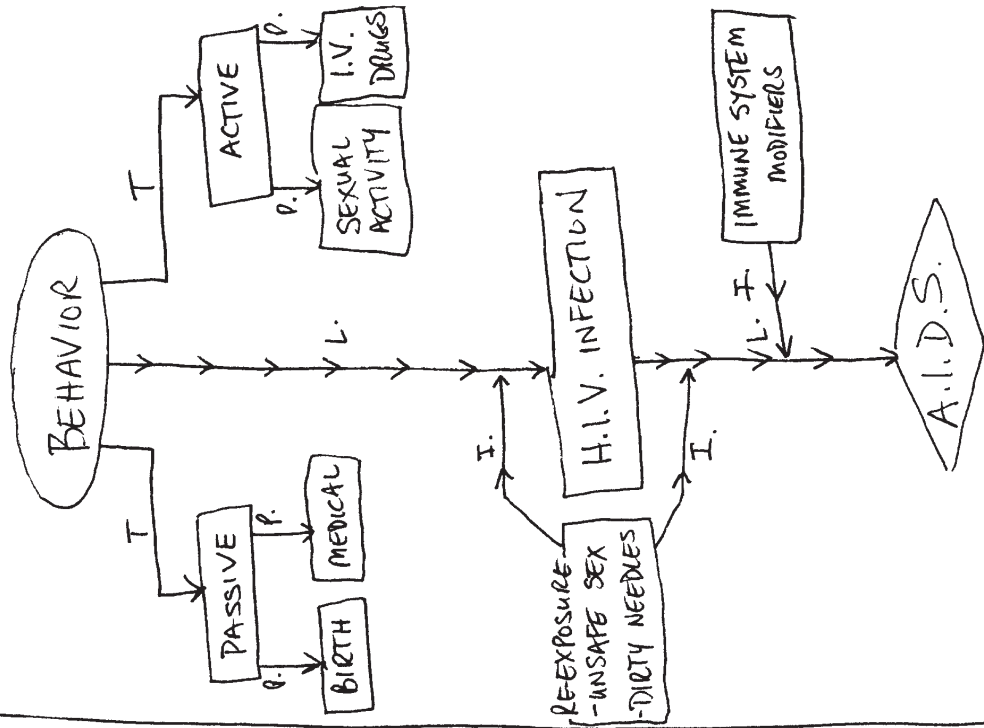 BEHAVIOR
T
T
L.
PASSIVE
P.
P.
BIRTH
MEDICAL
ACTIVE
P.
P.
SEXUAL
ACTIVITY
I.V.
DRUGS
I.
H.I.V. INFECTION
RE-EXPOSURE-
-UNSAFE SEX
-DIRTY NEEDLES
I.
L.
I.
IMMUNE SYSTEM
MODIFIERS
A.I.D.S.